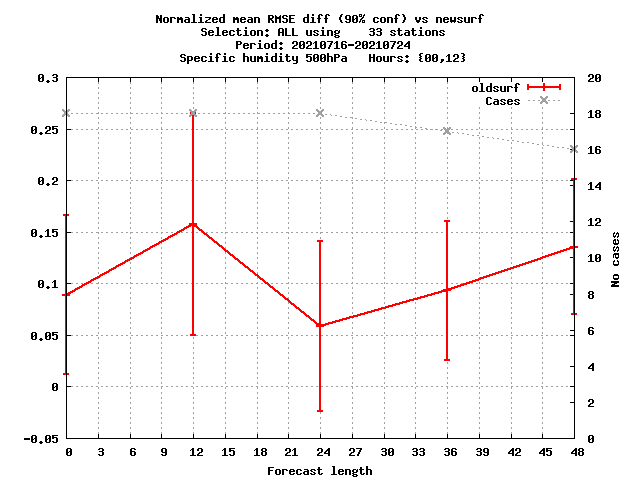 Normalized mean RMSE diff (90% conf) vs newsurf
Selection: ALL using    33 stations
Period: 20210716-20210724
Specific humidity 500hPa   Hours: {00,12}
oldsurf
Cases
0.3
0.25
0.2
0.15
0.1
0.05
0
-0.05
20
18
16
14
12
10
8
6
4
2
0
No cases
0 3 6 9 12 15 18 21 24 27 30 33 36 39 42 45 48
Forecast length